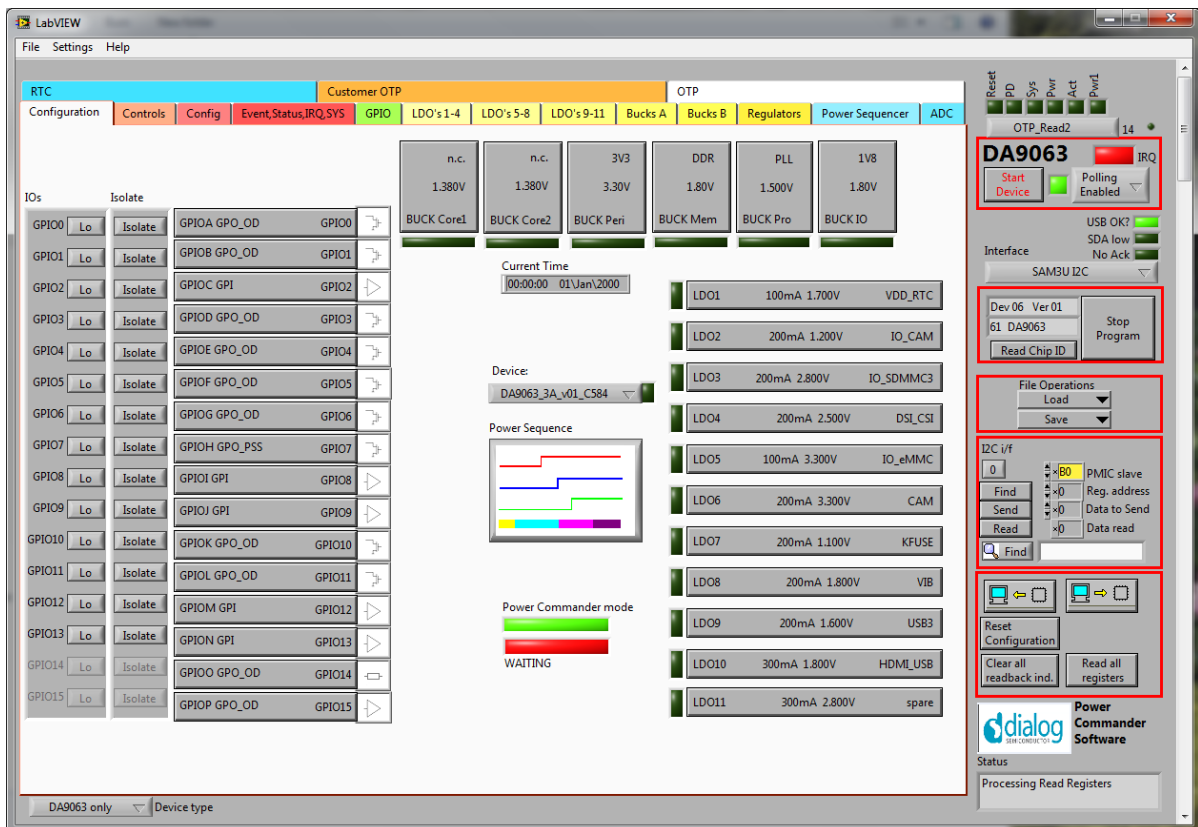 LabVIEW
File Settings Help
RTC Customer OTP OTP
Configuration Controls Config Event,Status,IRQ,SYS GPIO LDO's 1-4 LDO's 5-8 LDO's 9-11 Bucks A Bucks B Regulators Power Sequencer ADC
IOs Isolate
GPIO0 Lo Isolate GPIOA GPO_OD GPIO0
GPIO1 Lo Isolate GPIOB GPO_OD GPIO1
GPIO2 Lo Isolate GPIOC GPI GPIO2
GPIO3 Lo Isolate GPIOD GPO_OD GPIO3
GPIO4 Lo Isolate GPIOE GPO_OD GPIO4
GPIO5 Lo Isolate GPIOF GPO_OD GPIO5
GPIO6 Lo Isolate GPIOG GPO_OD GPIO6
GPIO7 Lo Isolate GPIOH GPO_PSS GPIO7
GPIO8 Lo Isolate GPIOI GPI GPIO8
GPIO9 Lo Isolate GPIOJ GPI GPIO9
GPIO10 Lo Isolate GPIOK GPO_OD GPIO10
GPIO11 Lo Isolate GPIOL GPO_OD GPIO11
GPIO12 Lo Isolate GPIOM GPI GPIO12
GPIO13 Lo Isolate GPION GPI GPIO13
GPIO14 Lo Isolate GPIOO GPO_OD GPIO14
GPIO15 Lo Isolate GPIOP GPO_OD GPIO15
n.c. n.c. 3V3 DDR PLL 1V8
1.380V 1.380V 3.30V 1.80V 1.500V 1.80V
BUCK Core1 BUCK Core2 BUCK Peri BUCK Mem BUCK Pro BUCK IO
Current Time
00:00:00 01\Jan\2000
Device:
DA9063_3A_v01_C584
Power Sequence
Power Commander mode
WAITING
LDO1 100mA 1.700V VDD_RTC
LDO2 200mA 1.200V IO_CAM
LDO3 200mA 2.800V IO_SDMMC3
LDO4 200mA 2.500V DSI_CSI
LDO5 100mA 3.300V IO_eMMC
LDO6 200mA 3.300V CAM
LDO7 200mA 1.100V KFUSE
LDO8 200mA 1.800V VIB
LDO9 200mA 1.600V USB3
LDO10 300mA 1.800V HDMI_USB
LDO11 300mA 2.800V spare
Reset PD Sys Pwr Act Pwr1
OTP_Read2 14
DA9063 IRQ
Start Device
Polling Enabled
USB OK?
SDA low
Interface No Ack
SAM3U I2C
Dev 06 Ver 01
61 DA9063
Read Chip ID
Stop Program
File Operations
Load
Save
I2C i/f
0 ×B0 PMIC slave
Find ×0 Reg. address
Send ×0 Data to Send
Read ×0 Data read
Find
Reset
Configuration
Clear all readback ind.
Read all registers
dialog
SEMICONDUCTOR
Power
Commander
Software
Status
Processing Read Registers
DA9063 only Device type